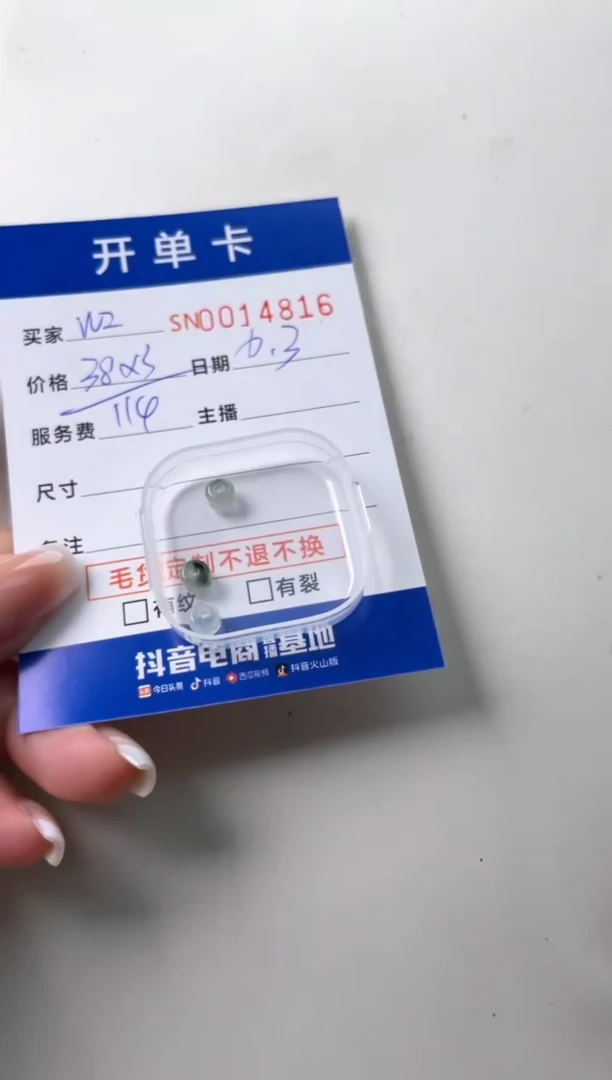 开单卡
买家 W2 SN0014816
价格 38×3 日期 6.3
服务费 114 主播
尺寸
备注
毛货定制不退不换
有纹 有裂
抖音电商直播基地
今日头条 抖音 西瓜视频 抖音火山版